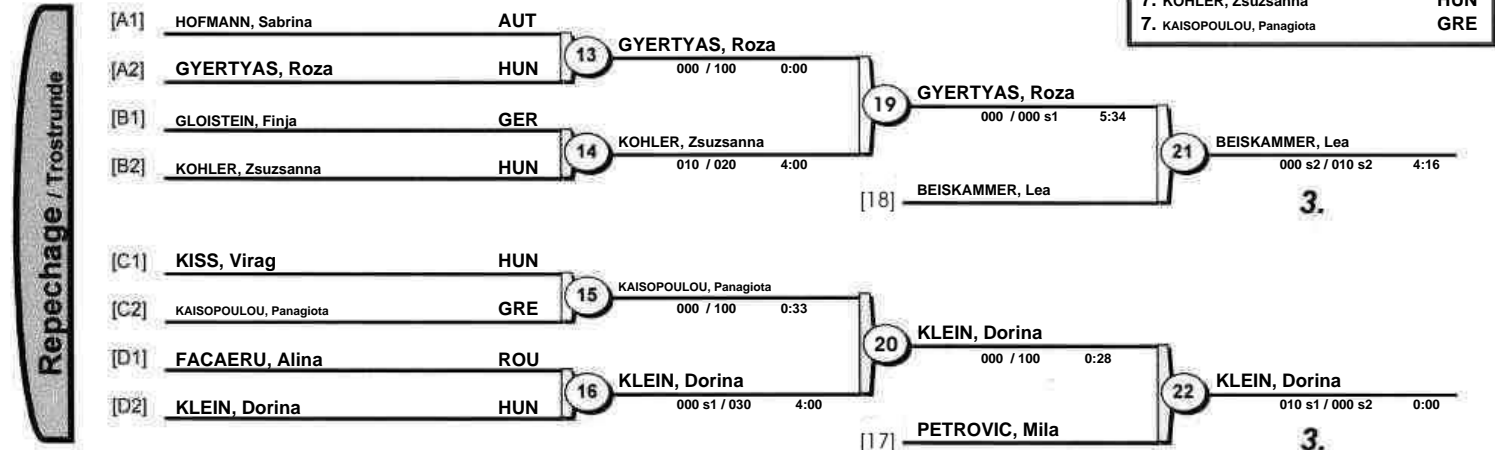 7. KOHLER, Zsuzsanna HUN
7. KAISOPOULOU, Panagiota GRE
Repechage / Trostrunde
[A1] HOFMANN, Sabrina AUT
13 GYERTYAS, Roza
000 / 100 0:00
[A2] GYERTYAS, Roza HUN
19 GYERTYAS, Roza
000 / 000 s1 5:34
[B1] GLOISTEIN, Finja GER
14 KOHLER, Zsuzsanna
010 / 020 4:00
[B2] KOHLER, Zsuzsanna HUN
21 BEISKAMMER, Lea
000 s2 / 010 s2 4:16
[18] BEISKAMMER, Lea
3.
[C1] KISS, Virag HUN
15 KAISOPOULOU, Panagiota
000 / 100 0:33
[C2] KAISOPOULOU, Panagiota GRE
20 KLEIN, Dorina
000 / 100 0:28
[D1] FACAERU, Alina ROU
16 KLEIN, Dorina
000 s1 / 030 4:00
[D2] KLEIN, Dorina HUN
22 KLEIN, Dorina
010 s1 / 000 s2 0:00
[17] PETROVIC, Mila
3.